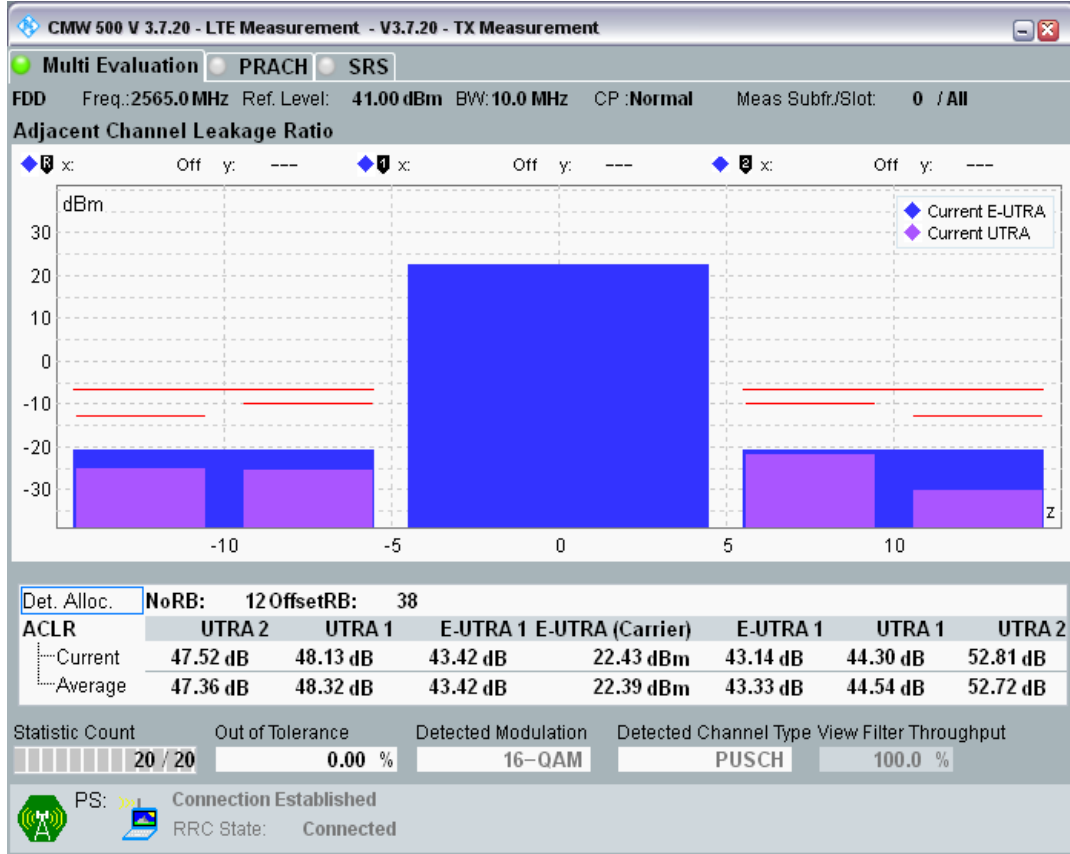 CMW 500 V 3.7.20 - LTE Measurement - V3.7.20 - TX Measurement
Multi Evaluation PRACH SRS
FDD Freq.:2565.0 MHz Ref. Level: 41.00 dBm BW: 10.0 MHz CP :Normal Meas Subfr./Slot: 0 / All
Adjacent Channel Leakage Ratio
R x: Off y: --- 1 x: Off y: --- 2 x: Off y: ---
dBm
Current E-UTRA
Current UTRA
30
20
10
0
-10
-20
-30
z
-10 -5 0 5 10
Det. Alloc. NoRB: 12 OffsetRB: 38
ACLR UTRA 2 UTRA 1 E-UTRA 1 E-UTRA (Carrier) E-UTRA 1 UTRA 1 UTRA 2
Current 47.52 dB 48.13 dB 43.42 dB 22.43 dBm 43.14 dB 44.30 dB 52.81 dB
Average 47.36 dB 48.32 dB 43.42 dB 22.39 dBm 43.33 dB 44.54 dB 52.72 dB
Statistic Count Out of Tolerance Detected Modulation Detected Channel Type View Filter Throughput
20 / 20 0.00 % 16-QAM PUSCH 100.0 %
PS: Connection Established
RRC State: Connected